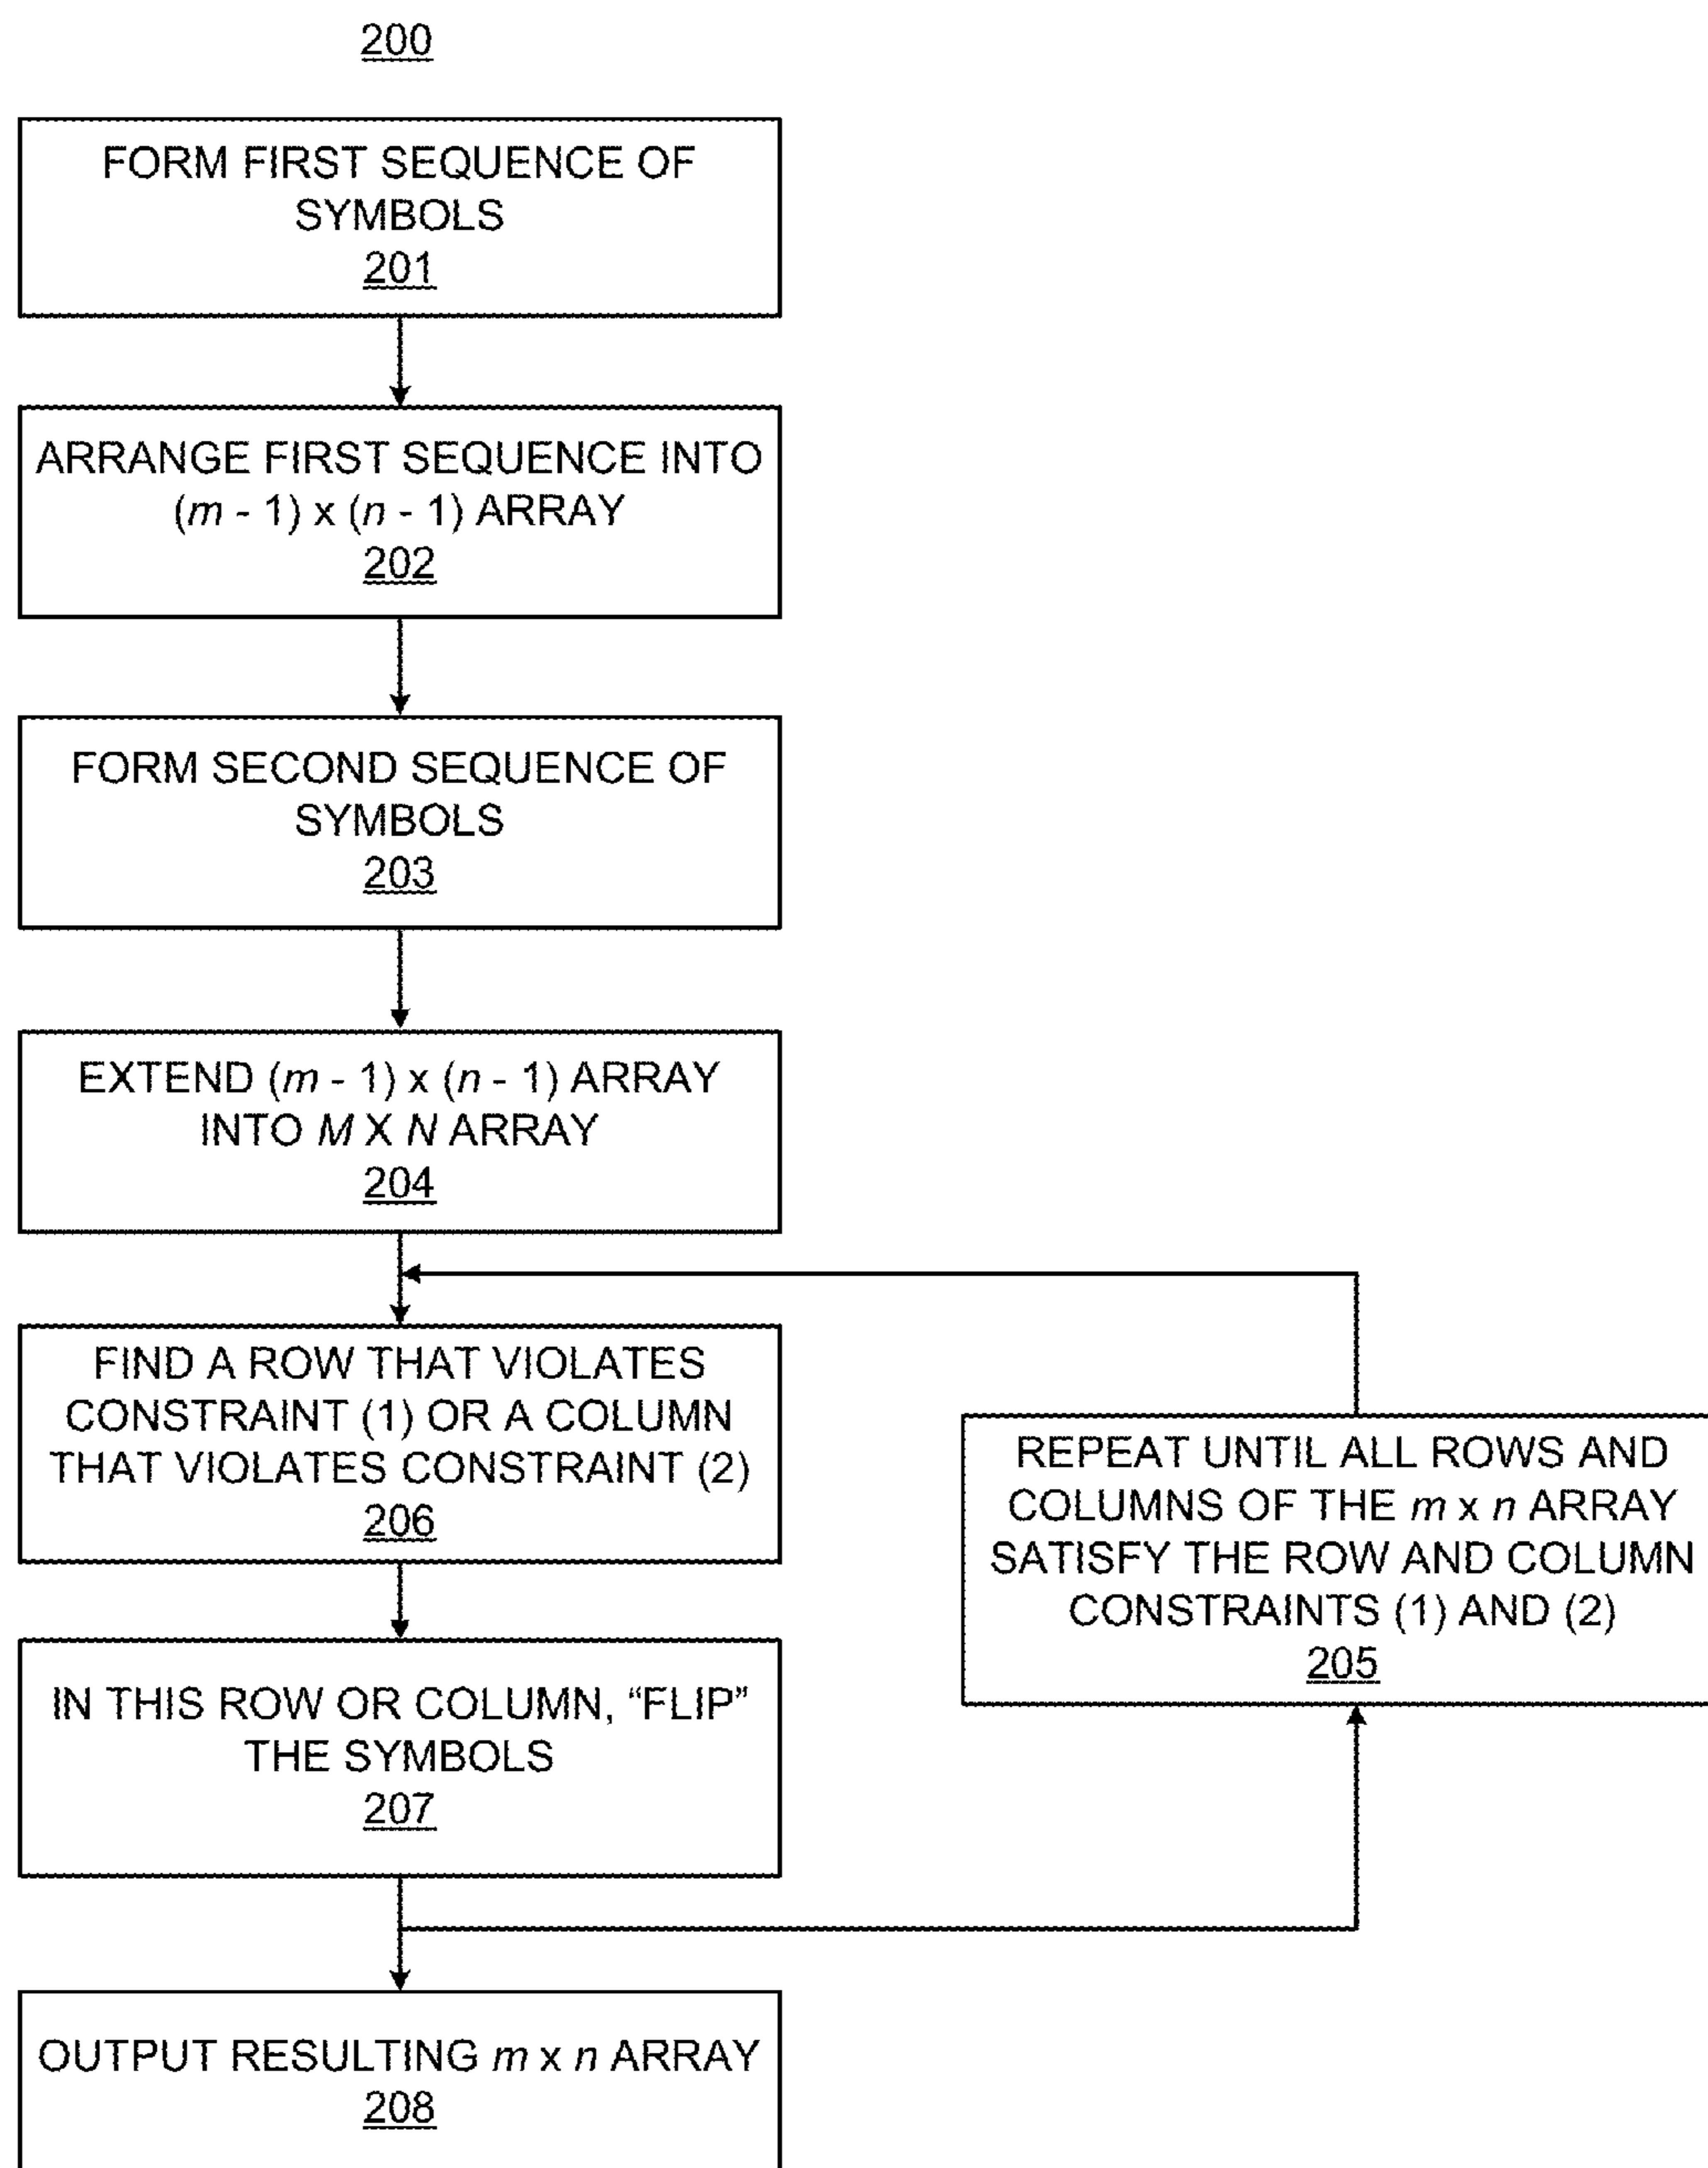 200
FORM FIRST SEQUENCE OF
SYMBOLS
201
ARRANGE FIRST SEQUENCE INTO
(m - 1) x (n - 1) ARRAY
202
FORM SECOND SEQUENCE OF
SYMBOLS
203
EXTEND (m - 1) x (n - 1) ARRAY
INTO M X N ARRAY
204
FIND A ROW THAT VIOLATES
CONSTRAINT (1) OR A COLUMN
THAT VIOLATES CONSTRAINT (2)
206
REPEAT UNTIL ALL ROWS AND
COLUMNS OF THE m x n ARRAY
SATISFY THE ROW AND COLUMN
CONSTRAINTS (1) AND (2)
205
IN THIS ROW OR COLUMN, “FLIP”
THE SYMBOLS
207
OUTPUT RESULTING m x n ARRAY
208